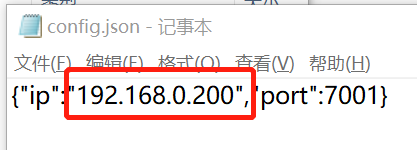 config.json - 记事本
文件(F) 编辑(E) 格式(O) 查看(V) 帮助(H)
{"ip":"192.168.0.200","port":7001}